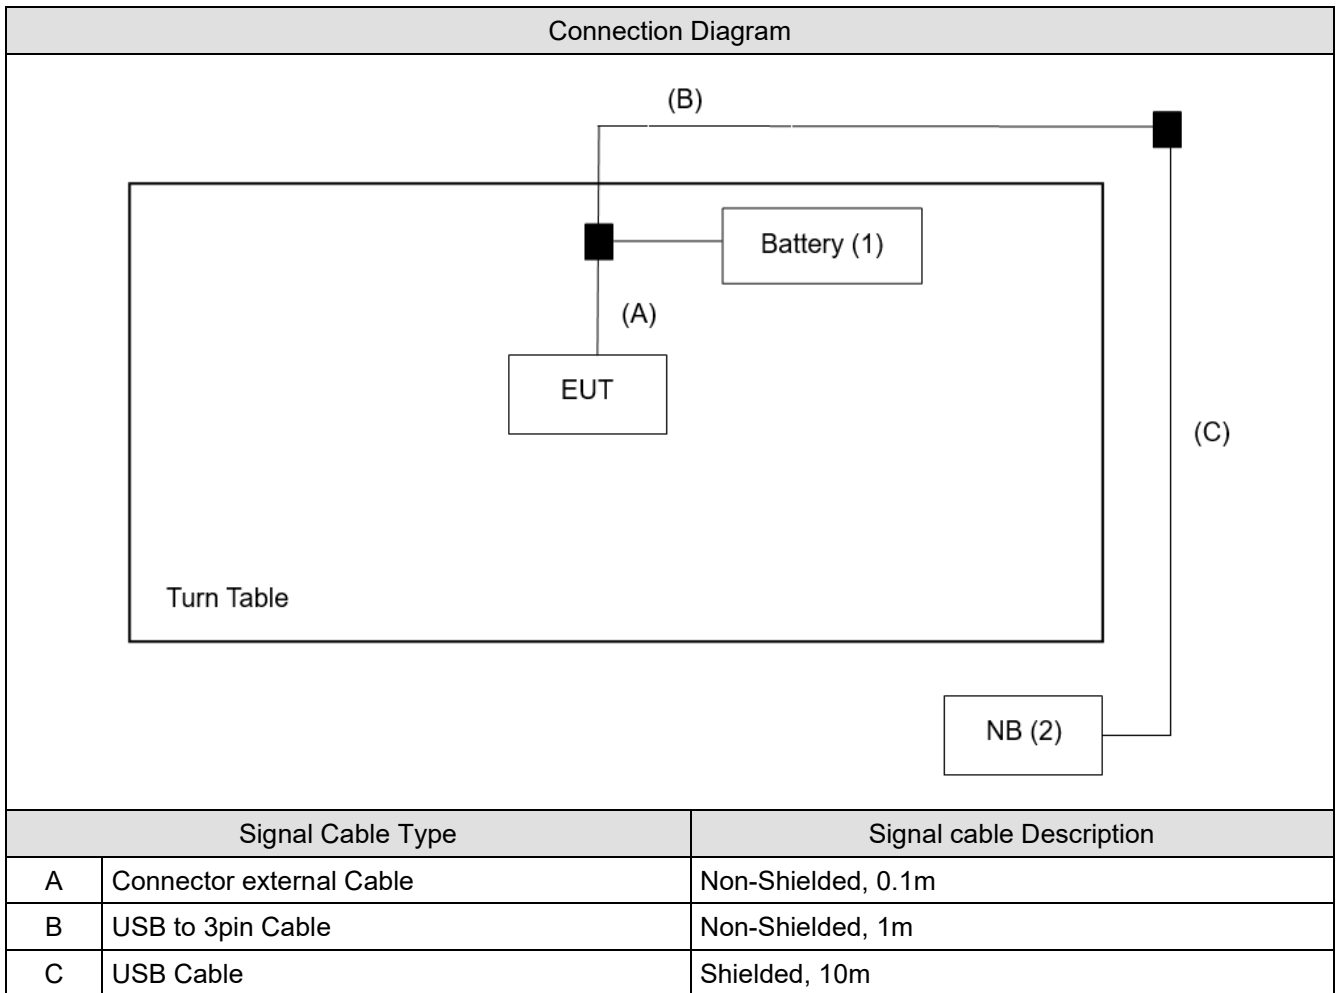 Connection Diagram
(B)
Battery (1)
(A)
EUT
(C)
Turn Table
NB (2)
Signal Cable Type Signal cable Description
A Connector external Cable Non-Shielded, 0.1m
B USB to 3pin Cable Non-Shielded, 1m
C USB Cable Shielded, 10m